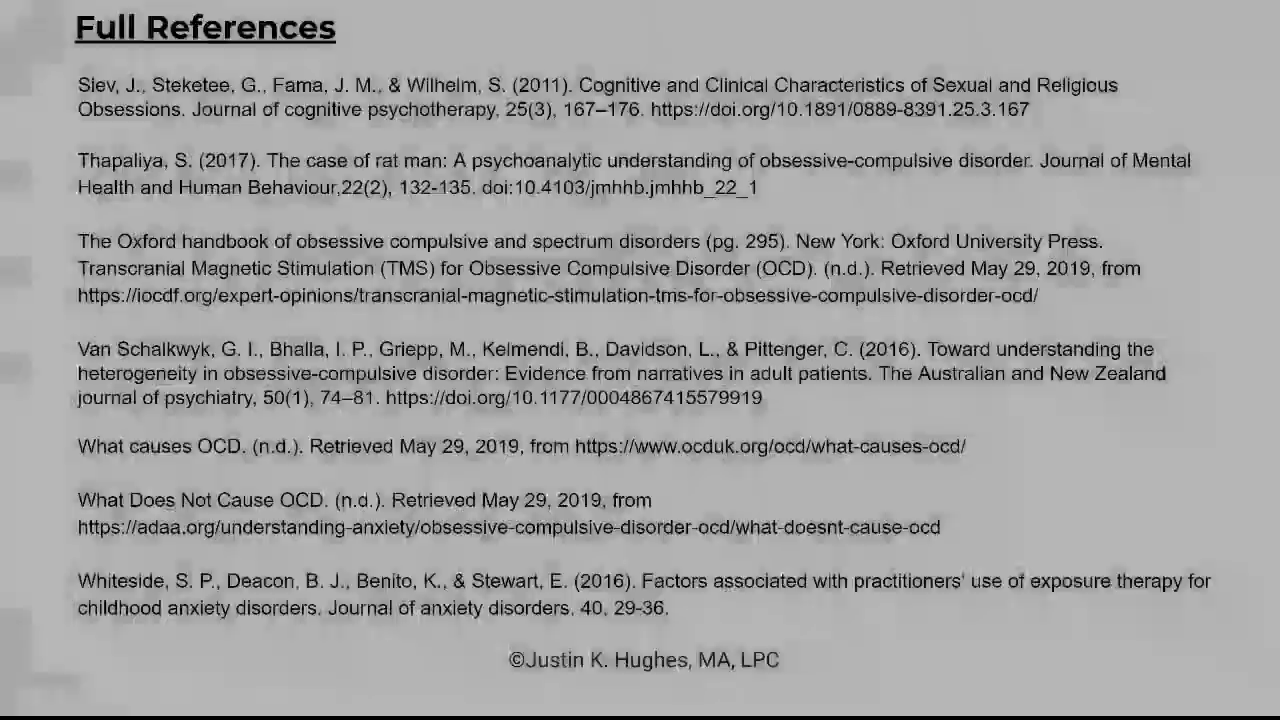 Full References
Siev, J., Steketee, G., Fama, J. M., & Wilhelm, S. (2011). Cognitive and Clinical Characteristics of Sexual and Religious
Obsessions. Journal of cognitive psychotherapy, 25(3), 167–176. https://doi.org/10.1891/0889-8391.25.3.167
Thapaliya, S. (2017). The case of rat man: A psychoanalytic understanding of obsessive-compulsive disorder. Journal of Mental
Health and Human Behaviour,22(2), 132-135. doi:10.4103/jmhhb.jmhhb_22_1
The Oxford handbook of obsessive compulsive and spectrum disorders (pg. 295). New York: Oxford University Press.
Transcranial Magnetic Stimulation (TMS) for Obsessive Compulsive Disorder (OCD). (n.d.). Retrieved May 29, 2019, from
https://iocdf.org/expert-opinions/transcranial-magnetic-stimulation-tms-for-obsessive-compulsive-disorder-ocd/
Van Schalkwyk, G. I., Bhalla, I. P., Griepp, M., Kelmendi, B., Davidson, L., & Pittenger, C. (2016). Toward understanding the
heterogeneity in obsessive-compulsive disorder: Evidence from narratives in adult patients. The Australian and New Zealand
journal of psychiatry, 50(1), 74–81. https://doi.org/10.1177/0004867415579919
What causes OCD. (n.d.). Retrieved May 29, 2019, from https://www.ocduk.org/ocd/what-causes-ocd/
What Does Not Cause OCD. (n.d.). Retrieved May 29, 2019, from
https://adaa.org/understanding-anxiety/obsessive-compulsive-disorder-ocd/what-doesnt-cause-ocd
Whiteside, S. P., Deacon, B. J., Benito, K., & Stewart, E. (2016). Factors associated with practitioners' use of exposure therapy for
childhood anxiety disorders. Journal of anxiety disorders, 40, 29-36.
©Justin K. Hughes, MA, LPC